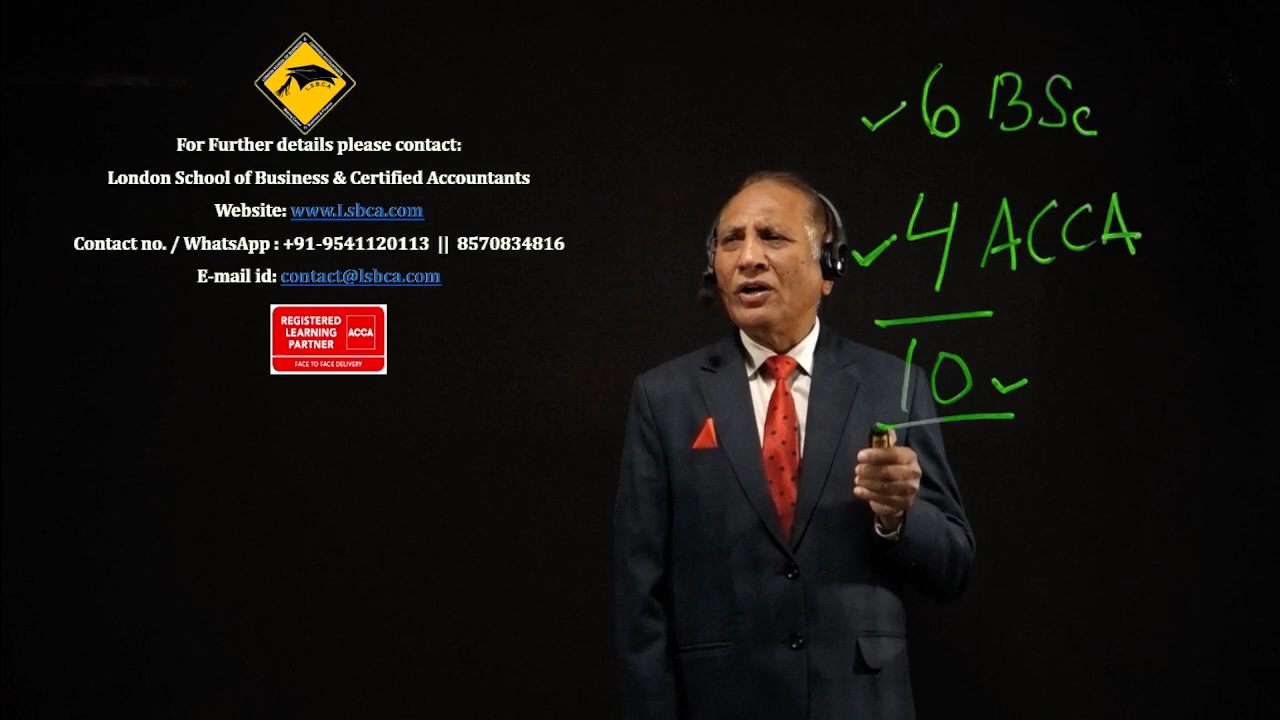 L.S.B.C.A
For Further details please contact:
London School of Business & Certified Accountants
Website: www.Lsbca.com
Contact no. / WhatsApp : +91-9541120113 || 8570834816
E-mail id: contact@lsbca.com
REGISTERED
LEARNING
PARTNER
ACCA
FACE TO FACE DELIVERY
6 BSc
4 ACCA
10